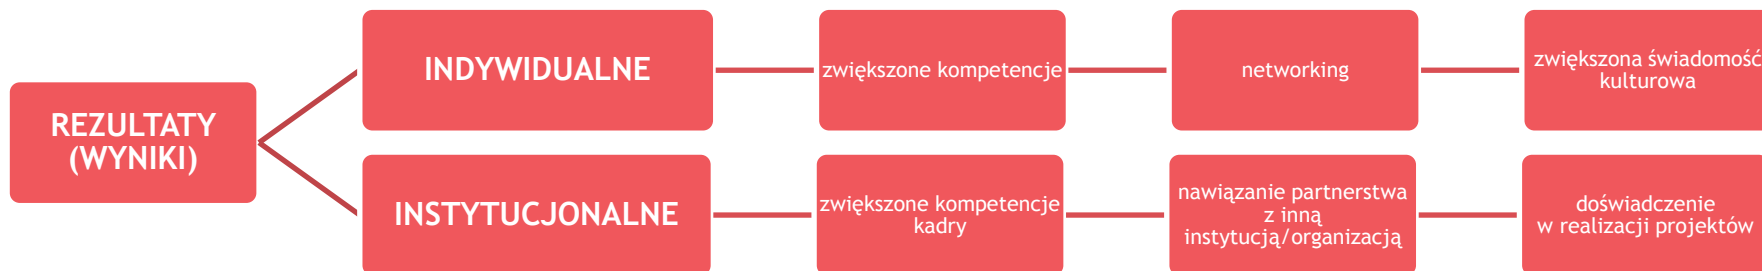 REZULTATY
(WYNIKI)
INDYWIDUALNE
zwiększone kompetencje
networking
zwiększona świadomość
kulturowa
INSTYTUCJONALNE
zwiększone kompetencje
kadry
nawiązanie partnerstwa
z inną
instytucją/organizacją
doświadczenie
w realizacji projektów